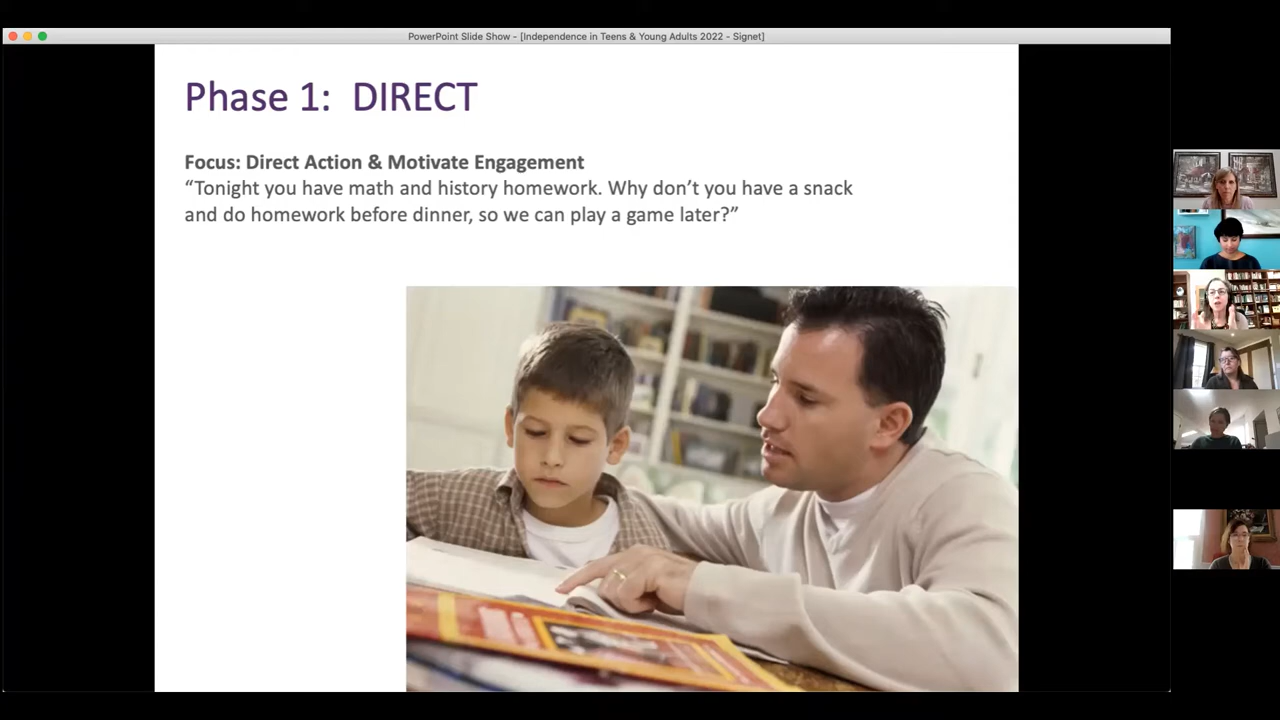 PowerPoint Slide Show - [Independence in Teens & Young Adults 2022 - Signet]
Phase 1:  DIRECT
Focus: Direct Action & Motivate Engagement
“Tonight you have math and history homework. Why don’t you have a snack
and do homework before dinner, so we can play a game later?”